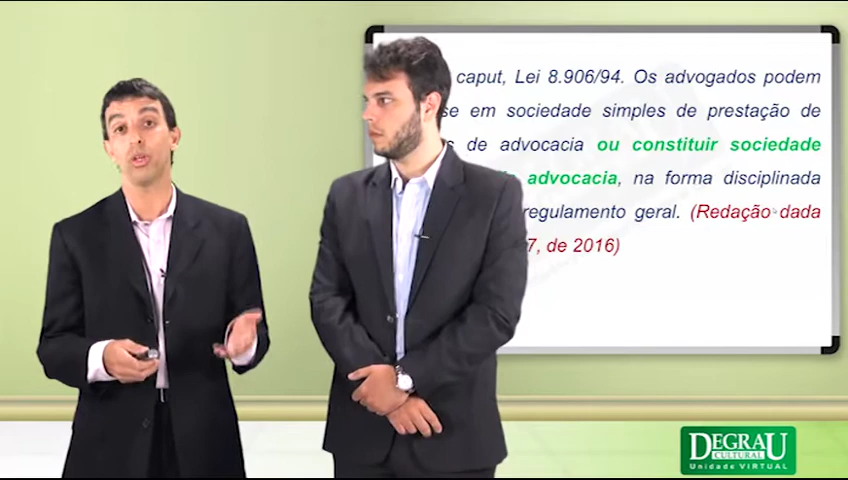 caput, Lei 8.906/94. Os advogados podem
se em sociedade simples de prestação de
de advocacia ou constituir sociedade
advocacia, na forma disciplinada
regulamento geral. (Redação dada
7, de 2016)
DEGRAU
CULTURAL
Unidade VIRTUAL